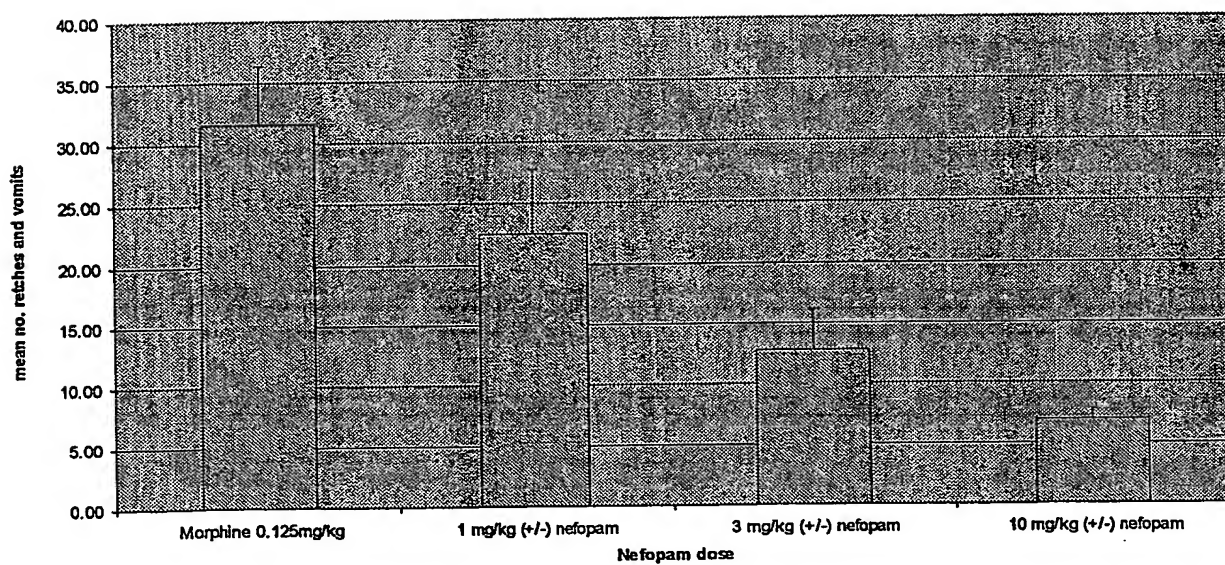 mean no. retches and vomits
40.00
35.00
30.00
25.00
20.00
15.00
10.00
5.00
0.00
Morphine 0.125mg/kg
1 mg/kg (+/-) nefopam
3 mg/kg (+/-) nefopam
10 mg/kg (+/-) nefopam
Nefopam dose